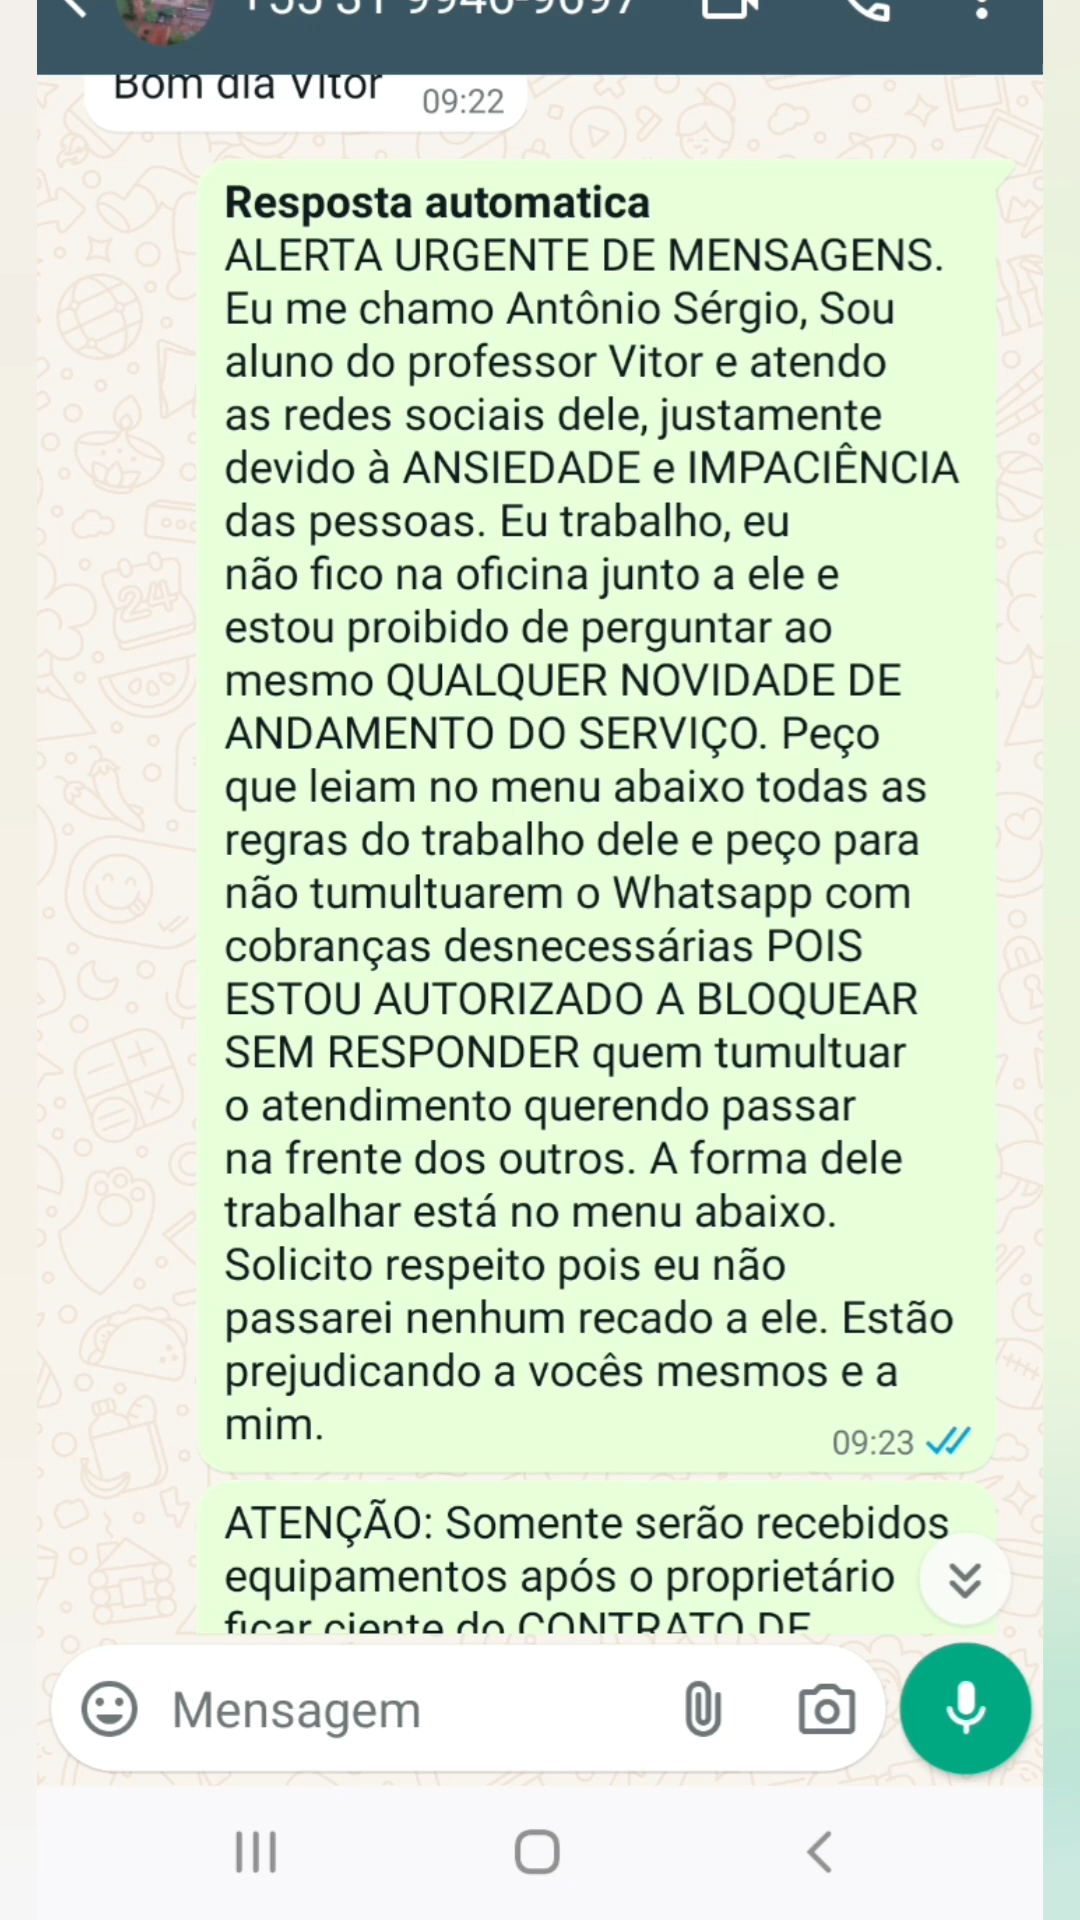 Bom dia Vitor
09:22
Resposta automatica
ALERTA URGENTE DE MENSAGENS.
Eu me chamo Antônio Sérgio, Sou
aluno do professor Vitor e atendo
as redes sociais dele, justamente
devido à ANSIEDADE e IMPACIÊNCIA
das pessoas. Eu trabalho, eu
não fico na oficina junto a ele e
estou proibido de perguntar ao
mesmo QUALQUER NOVIDADE DE
ANDAMENTO DO SERVIÇO. Peço
que leiam no menu abaixo todas as
regras do trabalho dele e peço para
não tumultuarem o Whatsapp com
cobranças desnecessárias POIS
ESTOU AUTORIZADO A BLOQUEAR
SEM RESPONDER quem tumultuar
o atendimento querendo passar
na frente dos outros. A forma dele
trabalhar está no menu abaixo.
Solicito respeito pois eu não
passarei nenhum recado a ele. Estão
prejudicando a vocês mesmos e a
mim.
09:23
ATENÇÃO: Somente serão recebidos
equipamentos após o proprietário
ficar ciente do CONTRATO DE
Mensagem